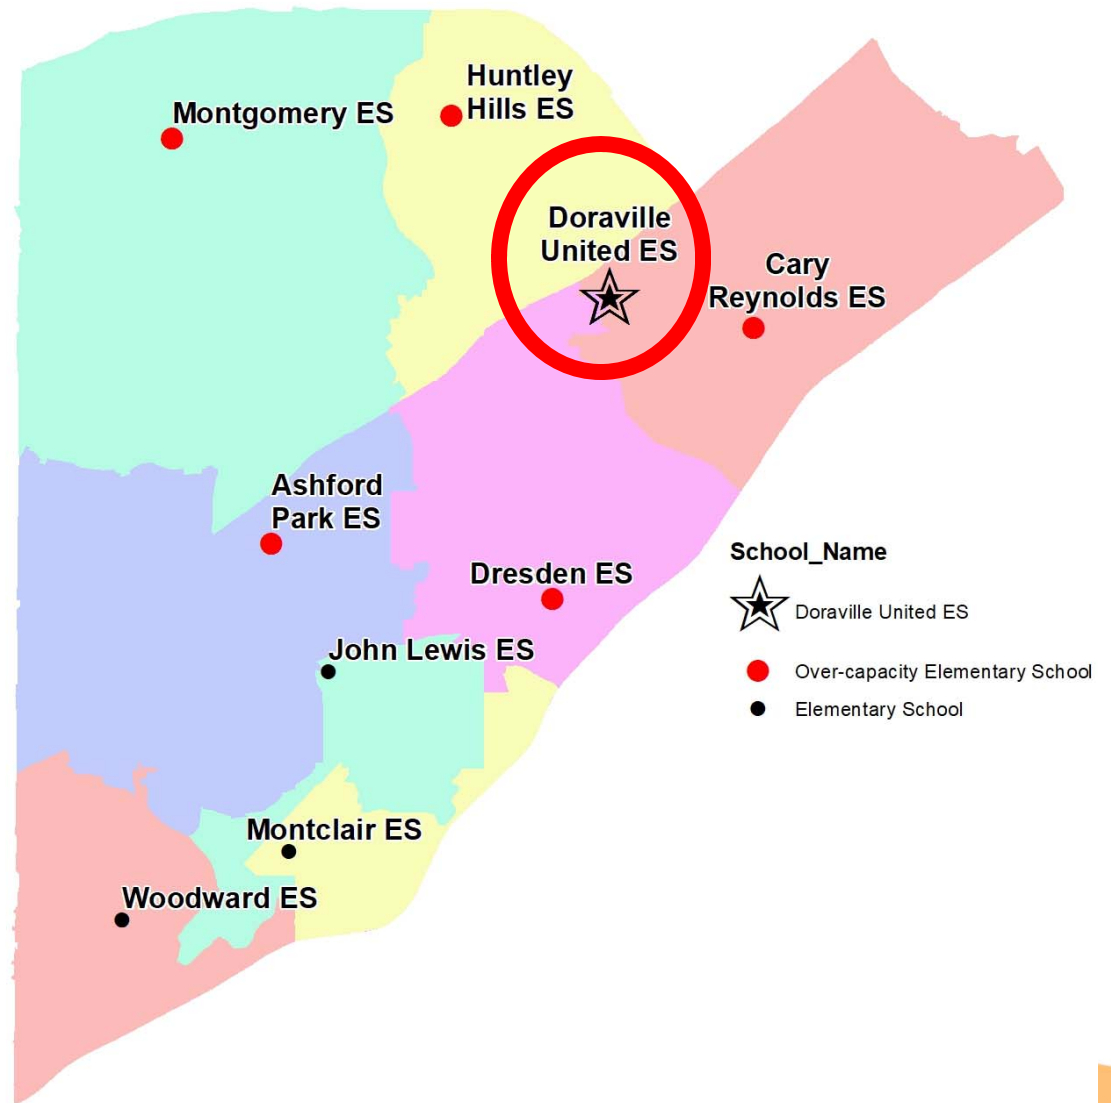 Huntley
Hills ES
Montgomery ES
Doraville
United ES
Cary
Reynolds ES
Ashford
Park ES
Dresden ES
John Lewis ES
Montclair ES
Woodward ES
School_Name
Doraville United ES
Over-capacity Elementary School
Elementary School